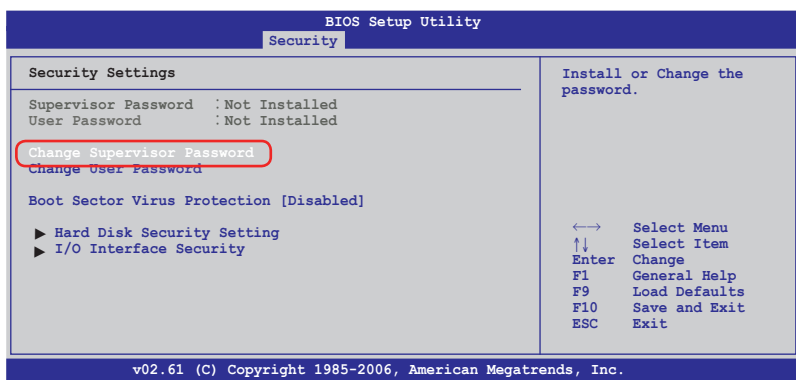 BIOS Setup Utility
Security
Security Settings
Supervisor Password : Not Installed
User Password : Not Installed
Change Supervisor Password
Change User Password
Boot Sector Virus Protection [Disabled]
▶ Hard Disk Security Setting
▶ I/O Interface Security
Install or Change the
password.
←→ Select Menu
↑↓ Select Item
Enter Change
F1 General Help
F9 Load Defaults
F10 Save and Exit
ESC Exit
v02.61 (C) Copyright 1985-2006, American Megatrends, Inc.